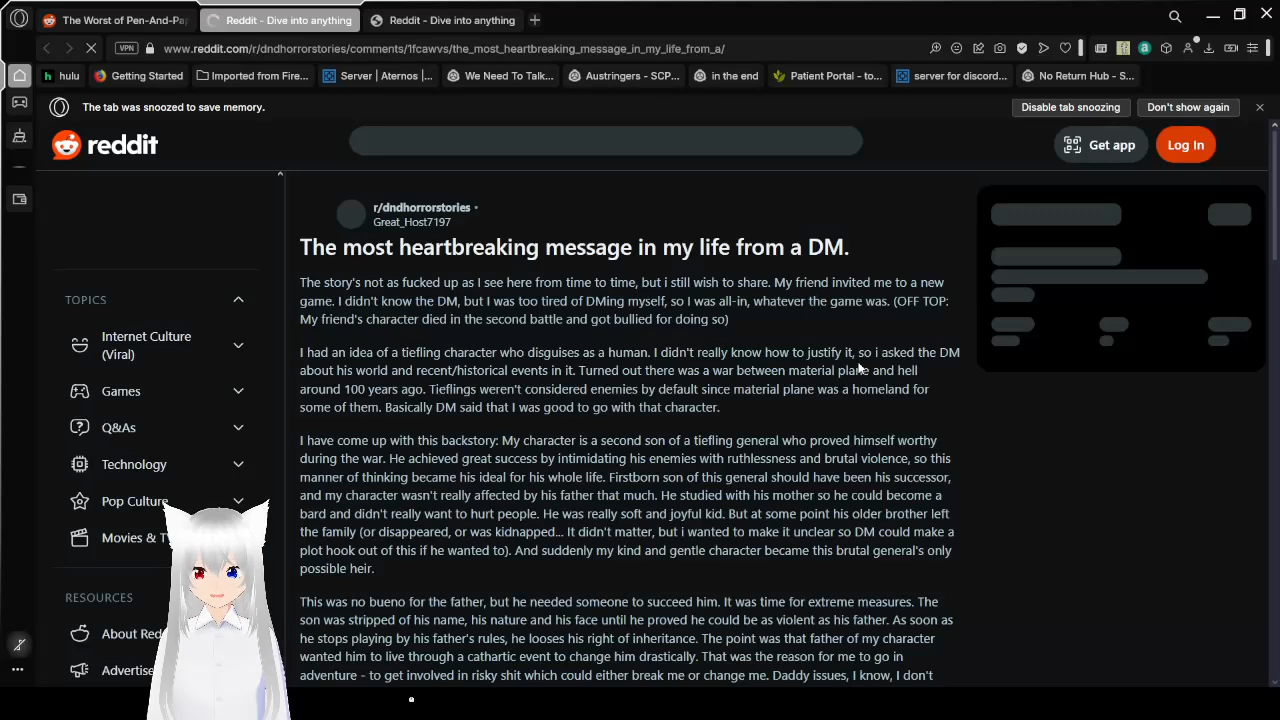 The Worst of Pen-And-Pa
Reddit - Dive into anything
Reddit - Dive into anything
VPN
www.reddit.com/r/dndhorrorstories/comments/1fcawvs/the_most_heartbreaking_message_in_my_life_from_a/
hulu
Getting Started
Imported from Fire...
Server | Aternos |...
We Need To Talk...
Austringers - SCP...
in the end
Patient Portal - to...
server for discord...
No Return Hub - S...
The tab was snoozed to save memory.
Disable tab snoozing
Don't show again
reddit
Get app
Log In
r/dndhorrorstories •
Great_Host7197
The most heartbreaking message in my life from a DM.
The story's not as fucked up as I see here from time to time, but i still wish to share. My friend invited me to a new
game. I didn't know the DM, but I was too tired of DMing myself, so I was all-in, whatever the game was. (OFF TOP:
My friend's character died in the second battle and got bullied for doing so)
I had an idea of a tiefling character who disguises as a human. I didn't really know how to justify it, so i asked the DM
about his world and recent/historical events in it. Turned out there was a war between material plane and hell
around 100 years ago. Tieflings weren't considered enemies by default since material plane was a homeland for
some of them. Basically DM said that I was good to go with that character.
I have come up with this backstory: My character is a second son of a tiefling general who proved himself worthy
during the war. He achieved great success by intimidating his enemies with ruthlessness and brutal violence, so this
manner of thinking became his ideal for his whole life. Firstborn son of this general should have been his successor,
and my character wasn't really affected by his father that much. He studied with his mother so he could become a
bard and didn't really want to hurt people. He was really soft and joyful kid. But at some point his older brother left
the family (or disappeared, or was kidnapped... It didn't matter, but i wanted to make it unclear so DM could make a
plot hook out of this if he wanted to). And suddenly my kind and gentle character became this brutal general's only
possible heir.
This was no bueno for the father, but he needed someone to succeed him. It was time for extreme measures. The
son was stripped of his name, his nature and his face until he proved he could be as violent as his father. As soon as
he stops playing by his father's rules, he looses his right of inheritance. The point was that father of my character
wanted him to live through a cathartic event to change him drastically. That was the reason for me to go in
adventure - to get involved in risky shit which could either break me or change me. Daddy issues, I know, I don't
TOPICS
Internet Culture
(Viral)
Games
Q&As
Technology
Pop Culture
Movies & T
RESOURCES
About Red
Advertise